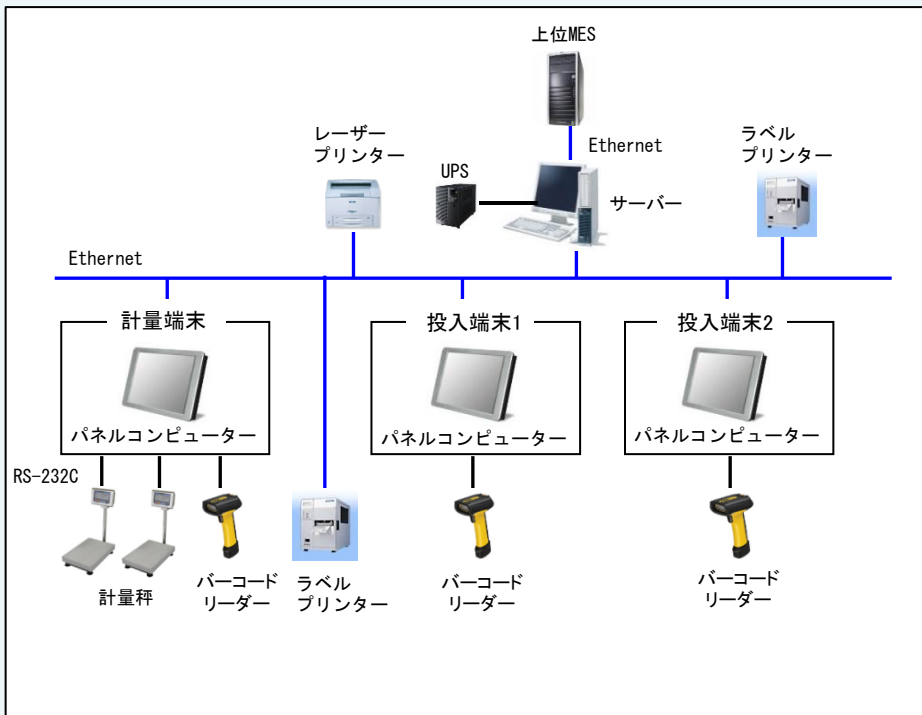 上位MES
レーザー
プリンター
Ethernet
ラベル
プリンター
UPS
サーバー
Ethernet
計量端末
投入端末1
投入端末2
パネルコンピューター
パネルコンピューター
パネルコンピューター
RS-232C
計量秤
バーコード
リーダー
ラベル
プリンター
バーコード
リーダー
バーコード
リーダー